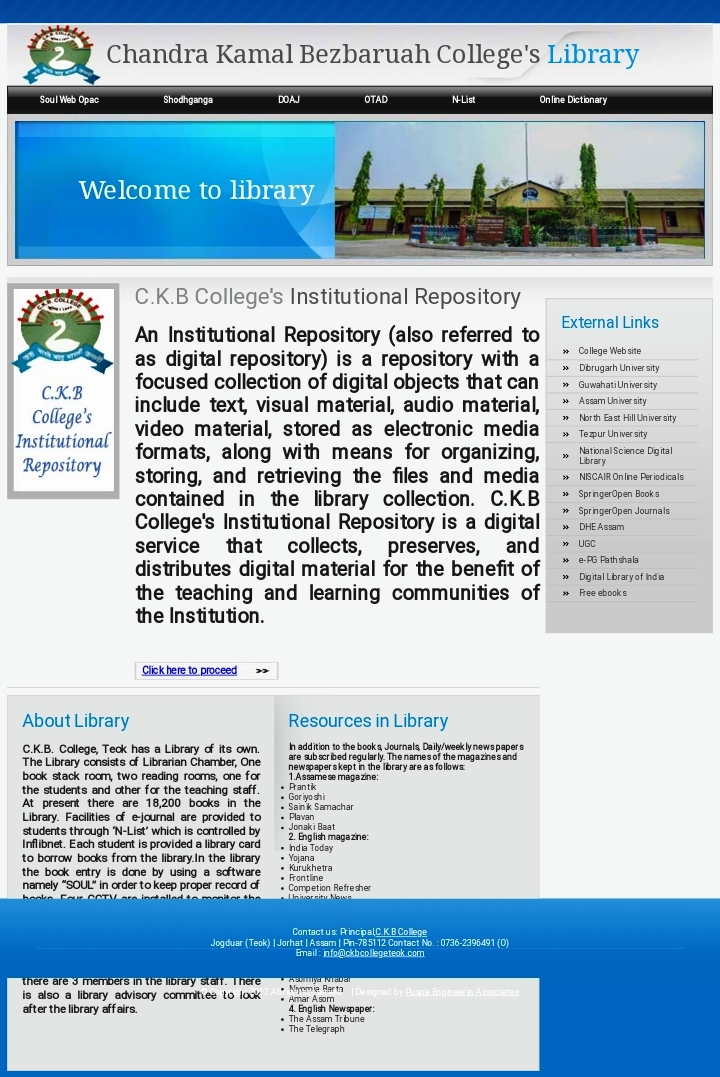 Chandra Kamal Bezbaruah College's Library
Soul Web Opac Shodhganga DOAJ OTAD N-List Online Dictionary
Welcome to library
C.K.B. COLLEGE
C.K.B
College's
Institutional
Repository
C.K.B College's Institutional Repository
An Institutional Repository (also referred to
as digital repository) is a repository with a
focused collection of digital objects that can
include text, visual material, audio material,
video material, stored as electronic media
formats, along with means for organizing,
storing, and retrieving the files and media
contained in the library collection. C.K.B
College's Institutional Repository is a digital
service that collects, preserves, and
distributes digital material for the benefit of
the teaching and learning communities of
the Institution.
Click here to proceed >>
External Links
» College Website
» Dibrugarh University
» Guwahati University
» Assam University
» North East Hill University
» Tezpur University
» National Science Digital
Library
» NISCAIR Online Periodicals
» SpringerOpen Books
» SpringerOpen Journals
» DHE Assam
» UGC
» e-PG Pathshala
» Digital Library of India
» Free ebooks
About Library
C.K.B. College, Teok has a Library of its own.
The Library consists of Librarian Chamber, One
book stack room, two reading rooms, one for
the students and other for the teaching staff.
At present there are 18,200 books in the
Library. Facilities of e-journal are provided to
students through ‘N-List’ which is controlled by
Inflibnet. Each student is provided a library card
to borrow books from the library.In the library
the book entry is done by using a software
namely “SOUL” in order to keep proper record of
books. Four CCTV are installed to monitor the
there are 3 members in the library staff. There
is also a library advisory committee to look
after the library affairs.
Resources in Library
In addition to the books, Journals, Daily/weekly news papers
are subscribed regularly. The names of the magazines and
newspapers kept in the library are as follows:
1.Assamese magazine:
• Prantik
• Goriyoshi
• Sainik Samachar
• Plavan
• Jonaki Baat
2. English magazine:
• India Today
• Yojana
• Kurukhetra
• Frontline
• Competion Refresher
• University News
• Asomiya Khabar
• Niyomia Barta
• Amar Asom
4. English Newspaper:
• The Assam Tribune
• The Telegraph
Contact us: Principal,C.K.B College
Jogduar (Teok) | Jorhat | Assam | Pin-785112 Contact No. : 0736-2396491 (O)
Email : info@ckbcollegeteok.com
| Designed by Puspa Engineer in Associates